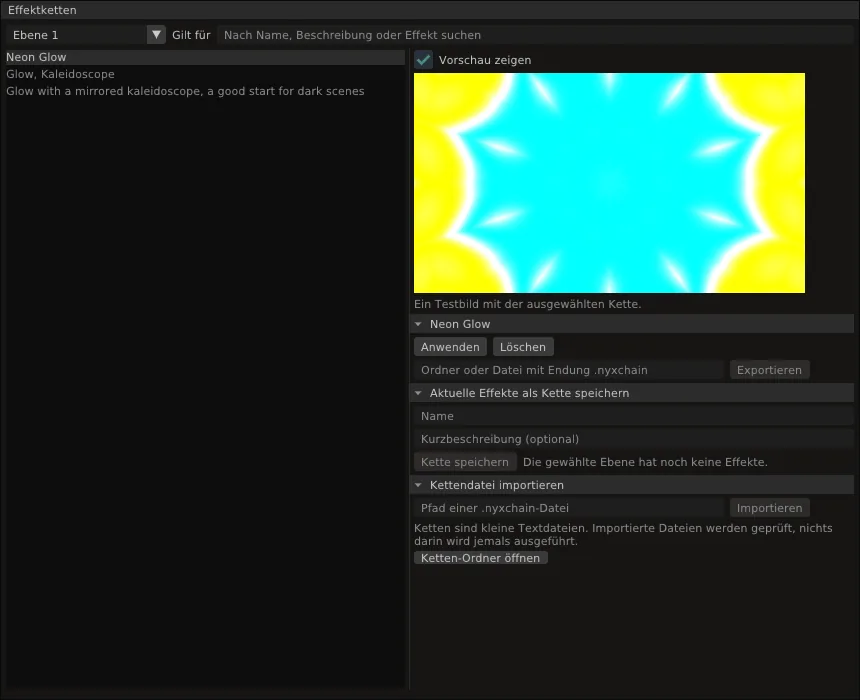 Effektketten
Ebene 1 Gilt für Nach Name, Beschreibung oder Effekt suchen
Neon Glow
Glow, Kaleidoscope
Glow with a mirrored kaleidoscope, a good start for dark scenes
Vorschau zeigen
Ein Testbild mit der ausgewählten Kette.
Neon Glow
Anwenden Löschen
Ordner oder Datei mit Endung .nyxchain Exportieren
Aktuelle Effekte als Kette speichern
Name
Kurzbeschreibung (optional)
Kette speichern Die gewählte Ebene hat noch keine Effekte.
Kettendatei importieren
Pfad einer .nyxchain-Datei Importieren
Ketten sind kleine Textdateien. Importierte Dateien werden geprüft, nichts
darin wird jemals ausgeführt.
Ketten-Ordner öffnen